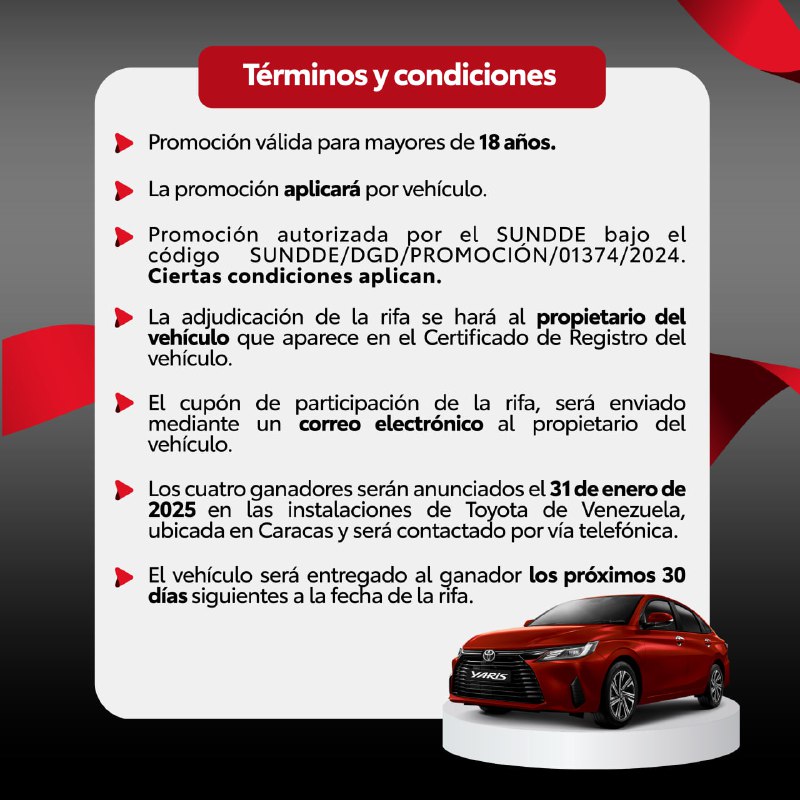 Términos y condiciones
Promoción válida para mayores de 18 años.
La promoción aplicará por vehículo.
Promoción autorizada por el SUNDDE bajo el
código SUNDDE/DGD/PROMOCIÓN/01374/2024.
Ciertas condiciones aplican.
La adjudicación de la rifa se hará al propietario del
vehículo que aparece en el Certificado de Registro del
vehículo.
El cupón de participación de la rifa, será enviado
mediante un correo electrónico al propietario del
vehículo.
Los cuatro ganadores serán anunciados el 31 de enero de
2025 en las instalaciones de Toyota de Venezuela,
ubicada en Caracas y será contactado por vía telefónica.
El vehículo será entregado al ganador los próximos 30
días siguientes a la fecha de la rifa.
YARIS